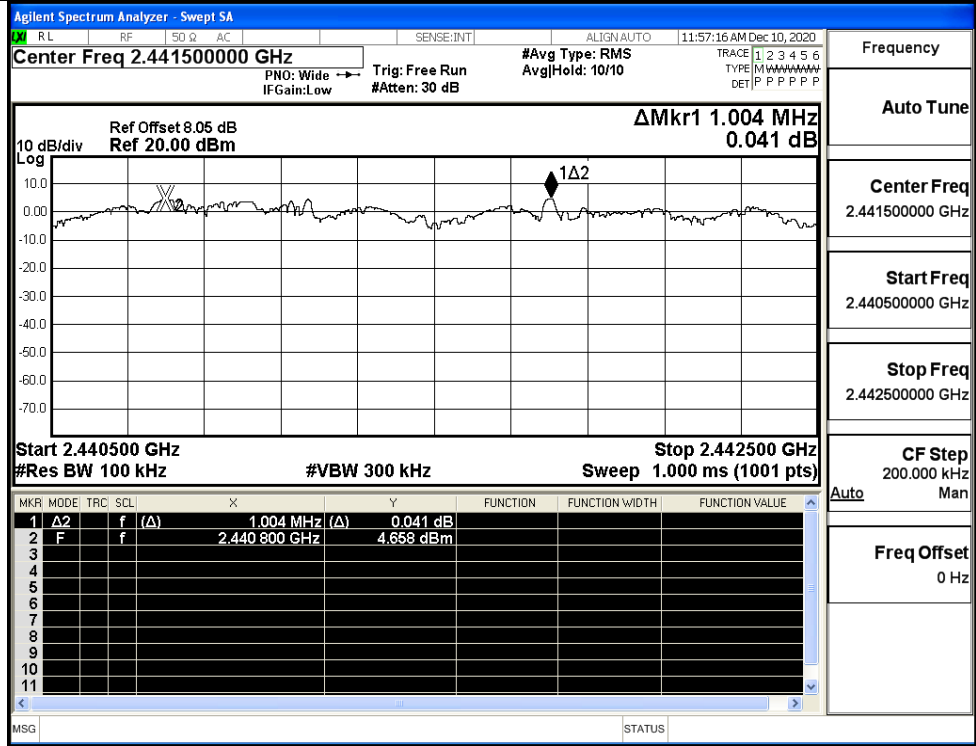 Agilent Spectrum Analyzer - Swept SA
LXI RL RF 50 Ω AC SENSE:INT ALIGNAUTO 11:57:16 AM Dec 10, 2020
Center Freq 2.441500000 GHz
PNO: Wide
IFGain:Low
Trig: Free Run
#Atten: 30 dB
#Avg Type: RMS
Avg|Hold: 10/10
TRACE 1 2 3 4 5 6
TYPE M WWWWW
DET P P P P P P
ΔMkr1 1.004 MHz
0.041 dB
Ref Offset 8.05 dB
10 dB/div Ref 20.00 dBm
Log
1Δ2
10.0
2
0.00
-10.0
-20.0
-30.0
-40.0
-50.0
-60.0
-70.0
Start 2.440500 GHz Stop 2.442500 GHz
#Res BW 100 kHz #VBW 300 kHz Sweep 1.000 ms (1001 pts)
MKR MODE TRC SCL X Y FUNCTION FUNCTION WIDTH FUNCTION VALUE
1 Δ2 f (Δ) 1.004 MHz (Δ) 0.041 dB
2 F f 2.440 800 GHz 4.658 dBm
3
4
5
6
7
8
9
10
11
MSG STATUS
Frequency
Auto Tune
Center Freq
2.441500000 GHz
Start Freq
2.440500000 GHz
Stop Freq
2.442500000 GHz
CF Step
200.000 kHz
Auto Man
Freq Offset
0 Hz